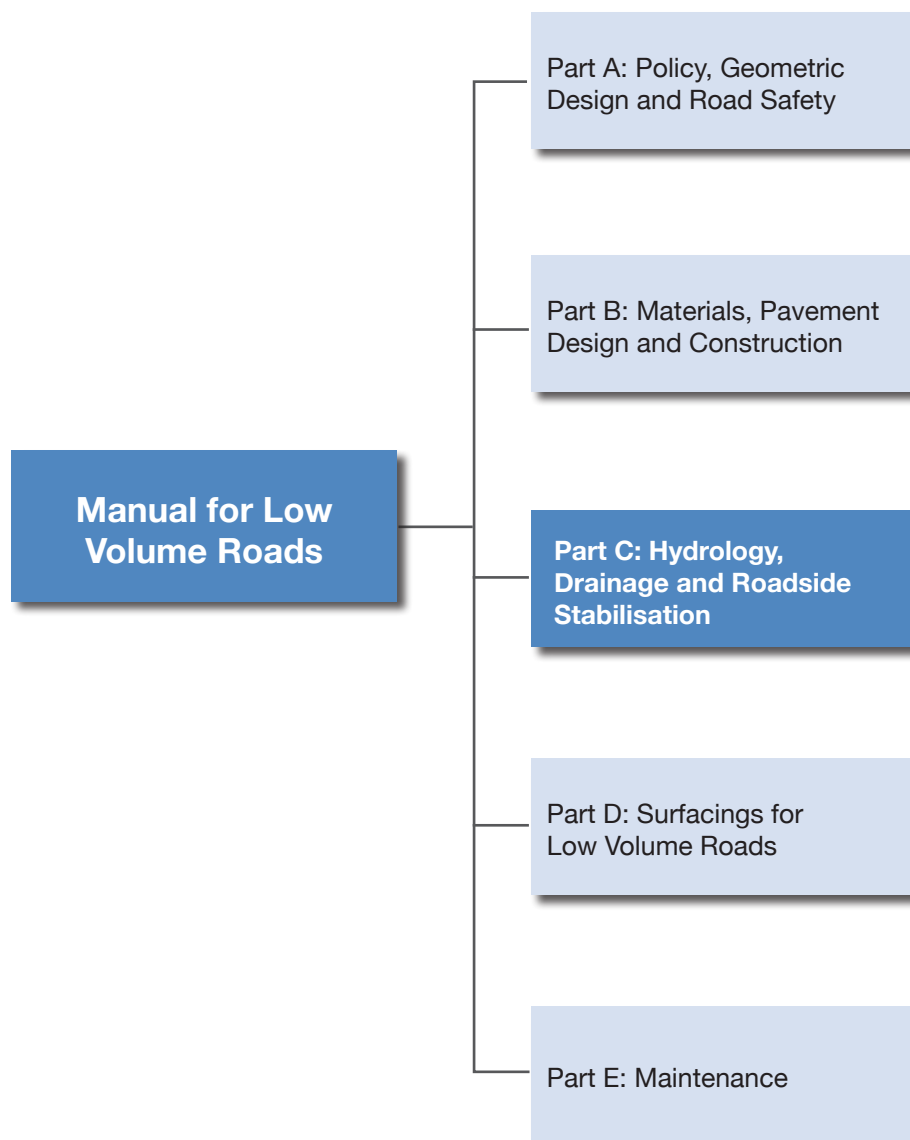 Part A: Policy, Geometric
Design and Road Safety
Part B: Materials, Pavement
Design and Construction
Manual for Low
Volume Roads
Part C: Hydrology,
Drainage and Roadside
Stabilisation
Part D: Surfacings for
Low Volume Roads
Part E: Maintenance